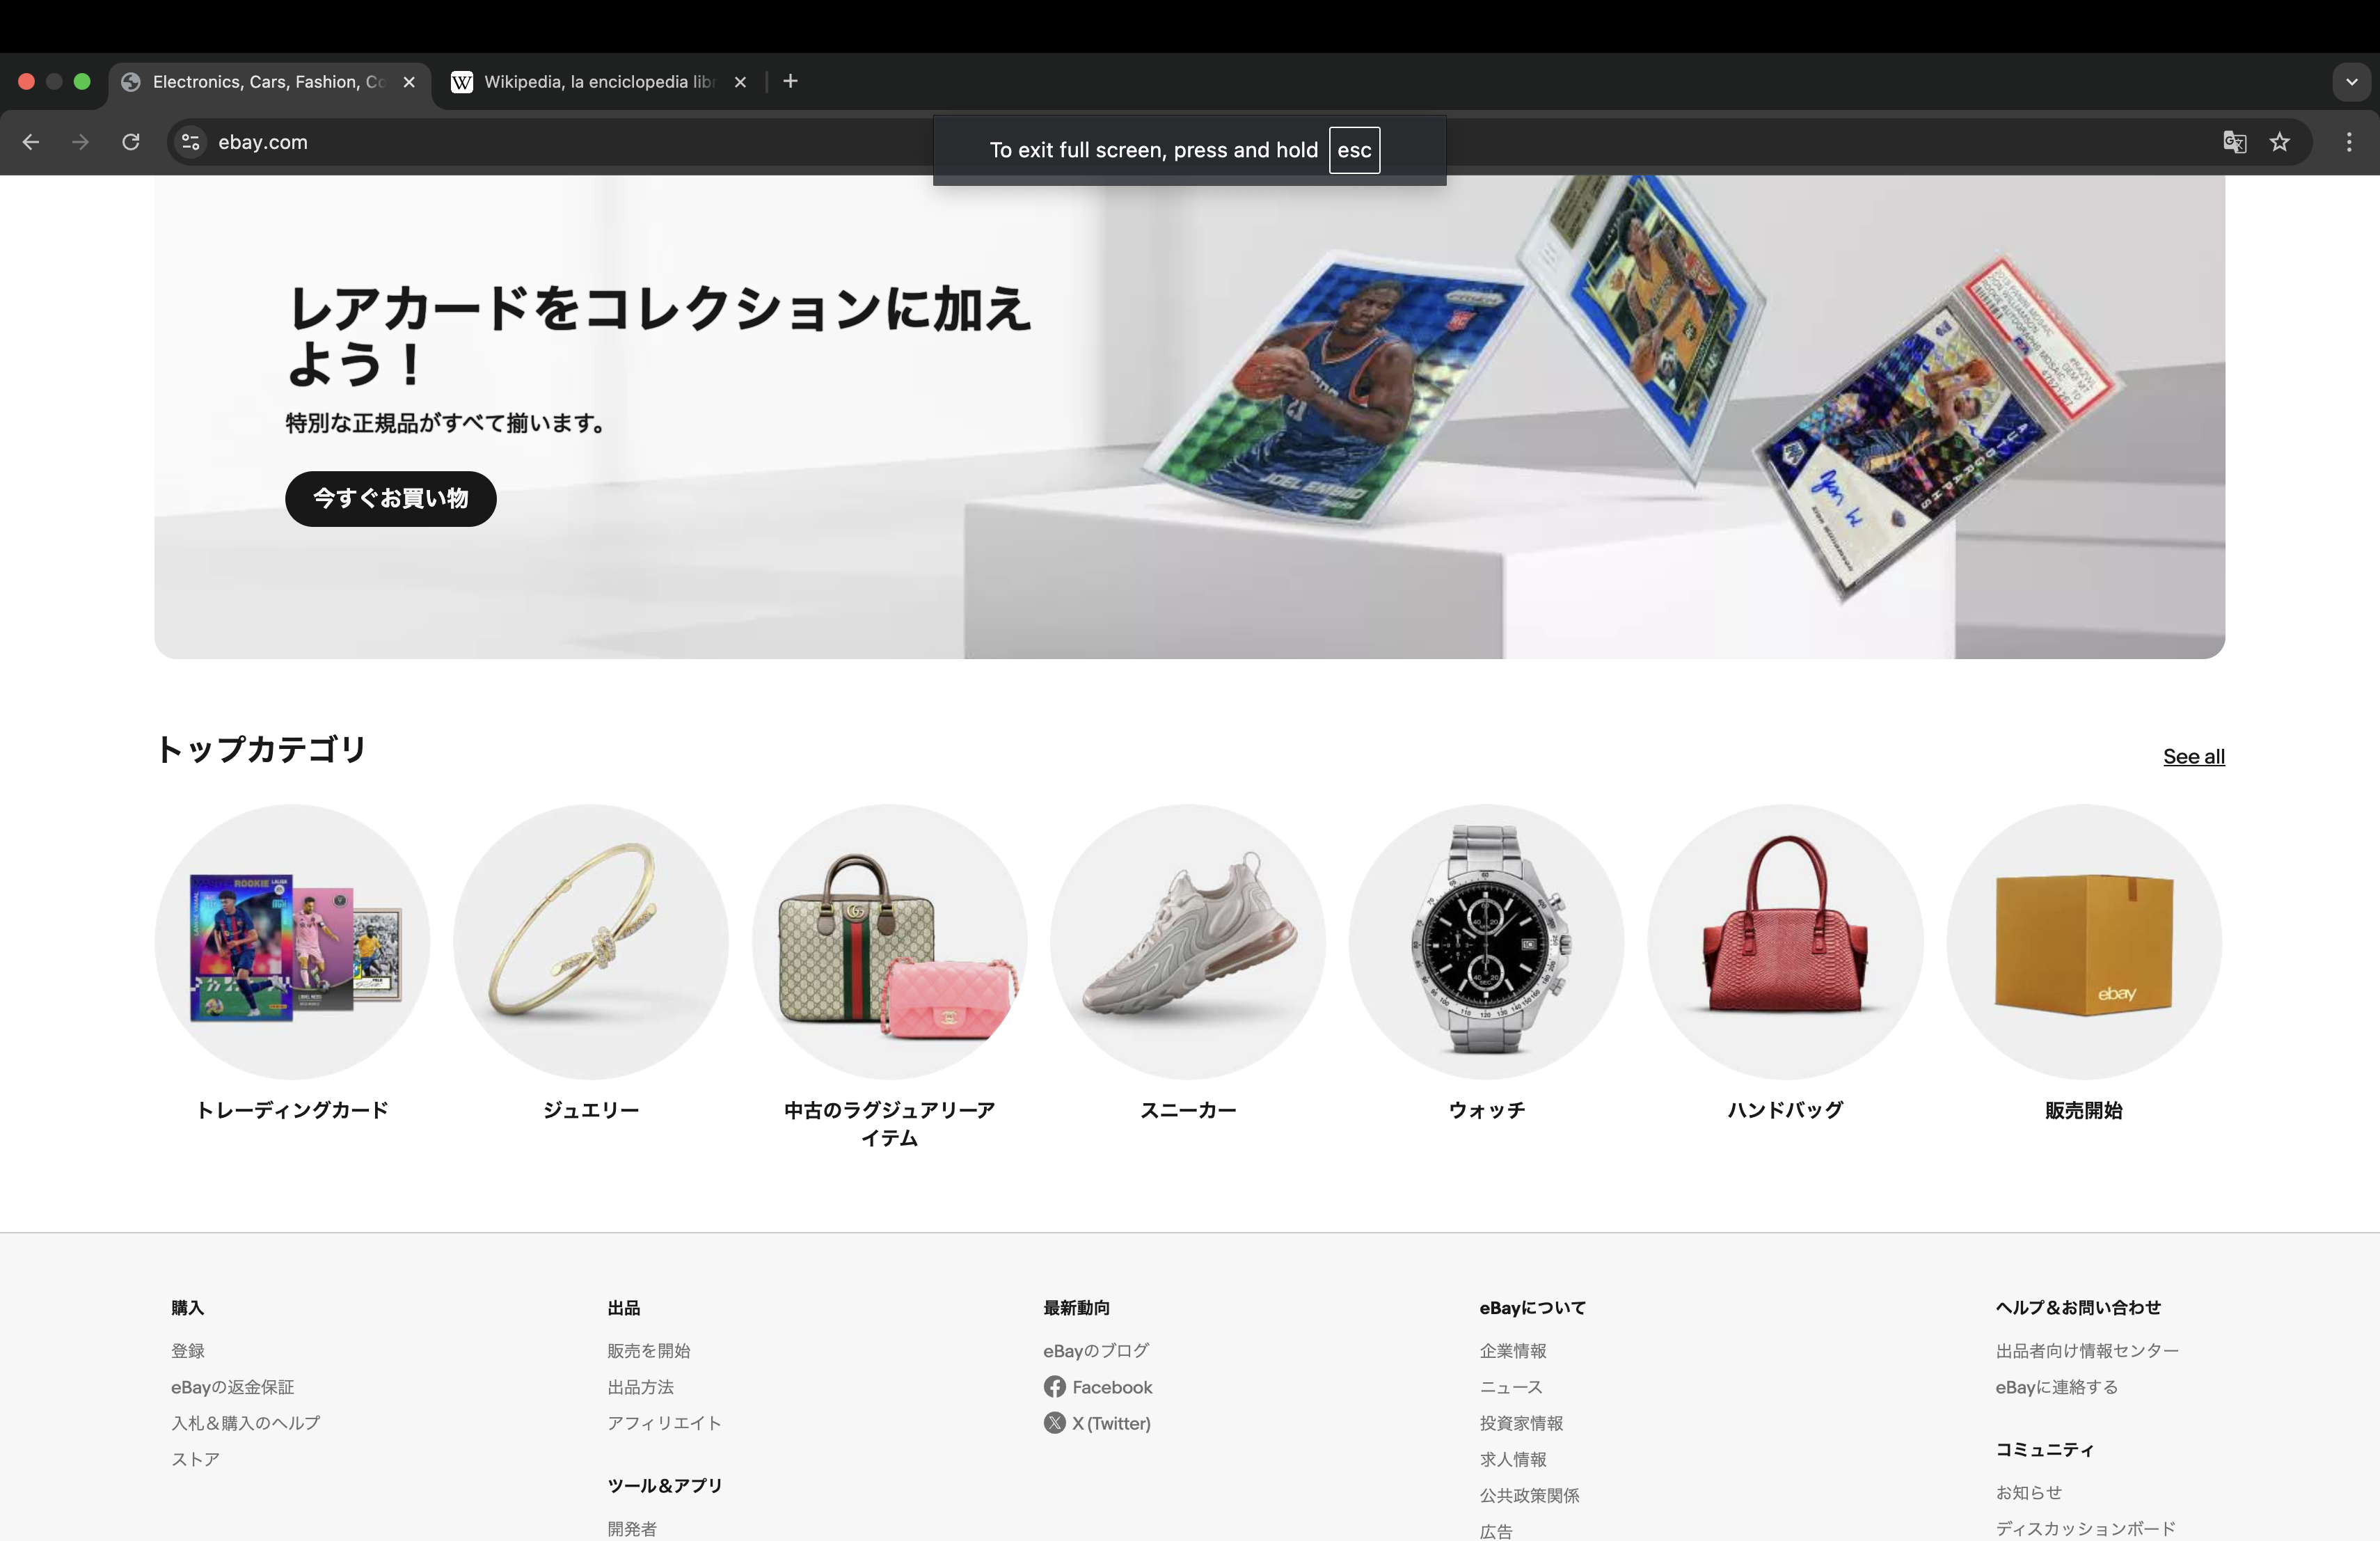 Electronics, Cars, Fashion, Co
Wikipedia, la enciclopedia libr
ebay.com
To exit full screen, press and hold esc
レアカードをコレクションに加え
よう！
特別な正規品がすべて揃います。
今すぐお買い物
PRIZM
RC
JOEL EMBIID
AUTOGRAPHS
トップカテゴリ
See all
ROOKIE
ebay
トレーディングカード
ジュエリー
中古のラグジュアリーア
イテム
スニーカー
ウォッチ
ハンドバッグ
販売開始
購入
登録
eBayの返金保証
入札＆購入のヘルプ
ストア
出品
販売を開始
出品方法
アフィリエイト
ツール＆アプリ
開発者
最新動向
eBayのブログ
Facebook
X (Twitter)
eBayについて
企業情報
ニュース
投資家情報
求人情報
公共政策関係
広告
ヘルプ＆お問い合わせ
出品者向け情報センター
eBayに連絡する
コミュニティ
お知らせ
ディスカッションボード